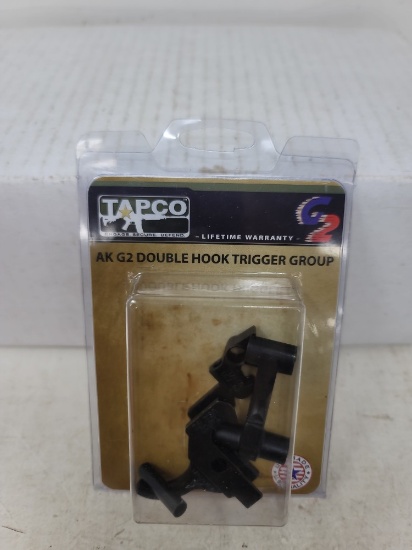 TAPCO
G2
- LIFETIME WARRANTY -
AK G2 DOUBLE HOOK TRIGGER GROUP